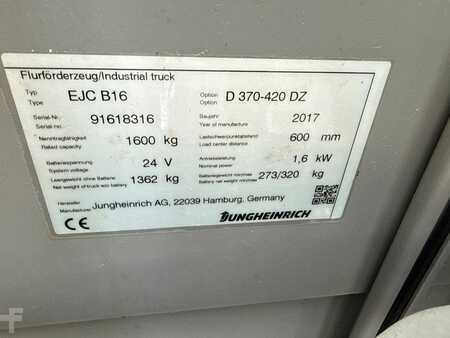 Flurförderzeug/Industrial truck
Typ Type EJC B16 Option Option D 370-420 DZ
Serial-Nr. Serial-Nr. 91618316 Baujahr Year of manufacture 2017
Nenntragfähigkeit Rated capacity 1600 kg Lastschwerpunktabstand Load center distance 600 mm
Batteriespannung System voltage 24 V Antriebsleistung Nominal power 1,6 kW
Leergewicht ohne Batterie Net weight of truck w/o battery 1362 kg Batteriegewicht min/max Battery net weight min/max 273/320 kg
Hersteller Manufacturer Jungheinrich AG, 22039 Hamburg, Germany
CE JUNGHEINRICH